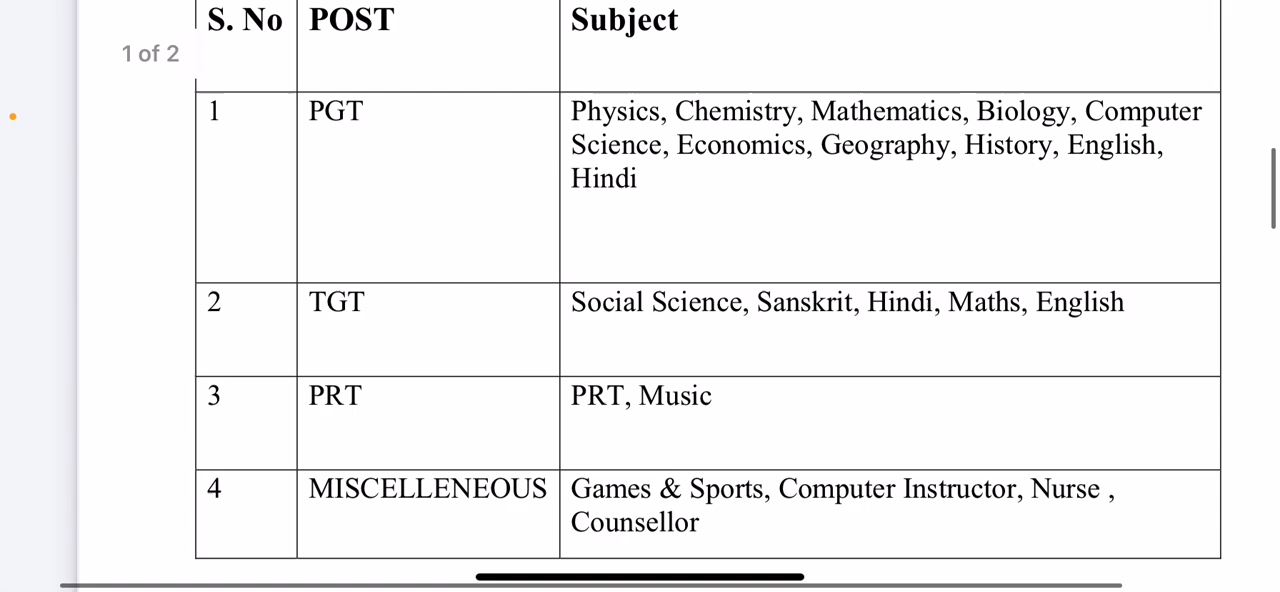 S. No POST Subject
1 of 2
1 PGT Physics, Chemistry, Mathematics, Biology, Computer
Science, Economics, Geography, History, English,
Hindi
2 TGT Social Science, Sanskrit, Hindi, Maths, English
3 PRT PRT, Music
4 MISCELLENEOUS Games & Sports, Computer Instructor, Nurse ,
Counsellor